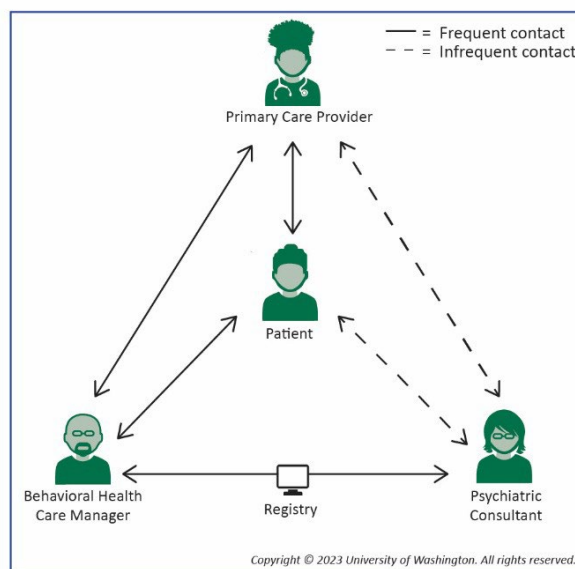 = Frequent contact
= Infrequent contact
Primary Care Provider
Patient
Behavioral Health
Care Manager
Registry
Psychiatric
Consultant
Copyright © 2023 University of Washington. All rights reserved.